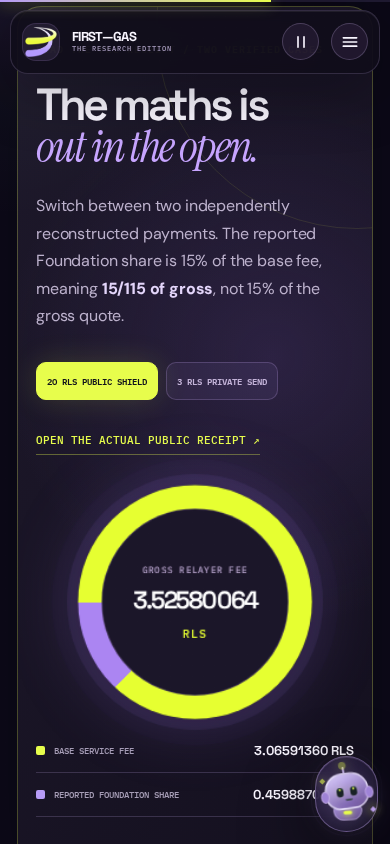 FIRST—GAS
THE RESEARCH EDITION
The maths is
out in the open.
Switch between two independently
reconstructed payments. The reported
Foundation share is 15% of the base fee,
meaning 15/115 of gross, not 15% of the
gross quote.
20 RLS PUBLIC SHIELD
3 RLS PRIVATE SEND
OPEN THE ACTUAL PUBLIC RECEIPT ↗
GROSS RELAYER FEE
3.52580064
RLS
BASE SERVICE FEE
3.06591360 RLS
REPORTED FOUNDATION SHARE
0.4598870